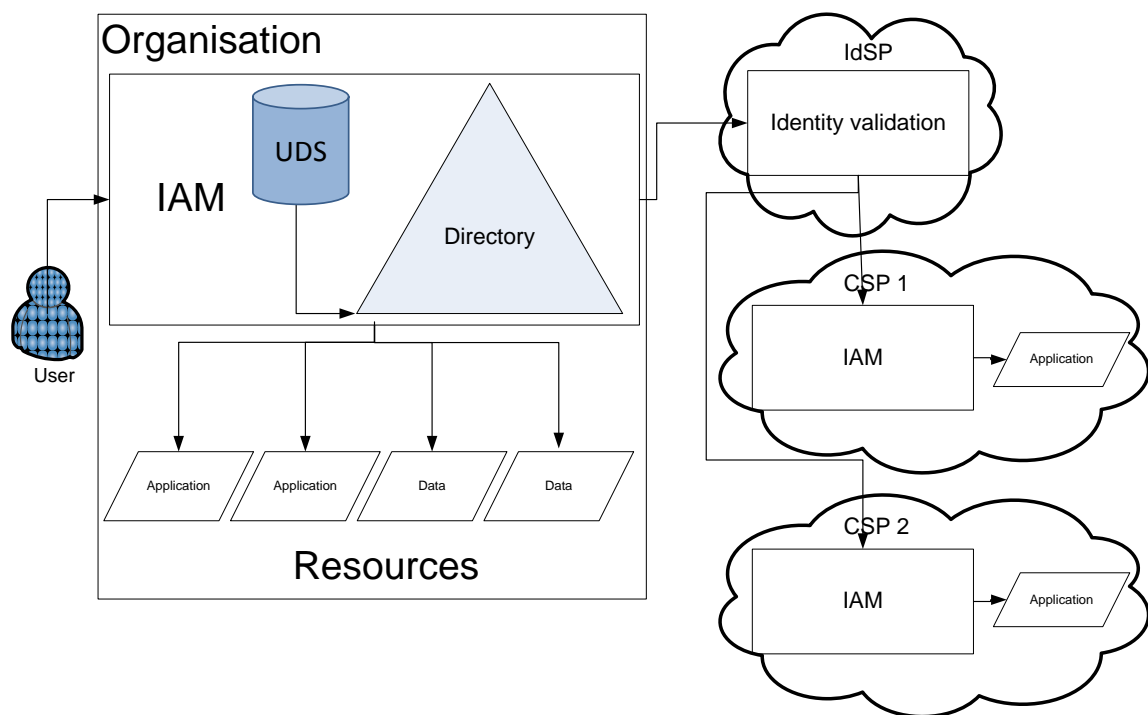 Organisation
IAM
UDS
Directory
User
Application
Application
Data
Data
Resources
IdSP
Identity validation
CSP 1
IAM
Application
CSP 2
IAM
Application